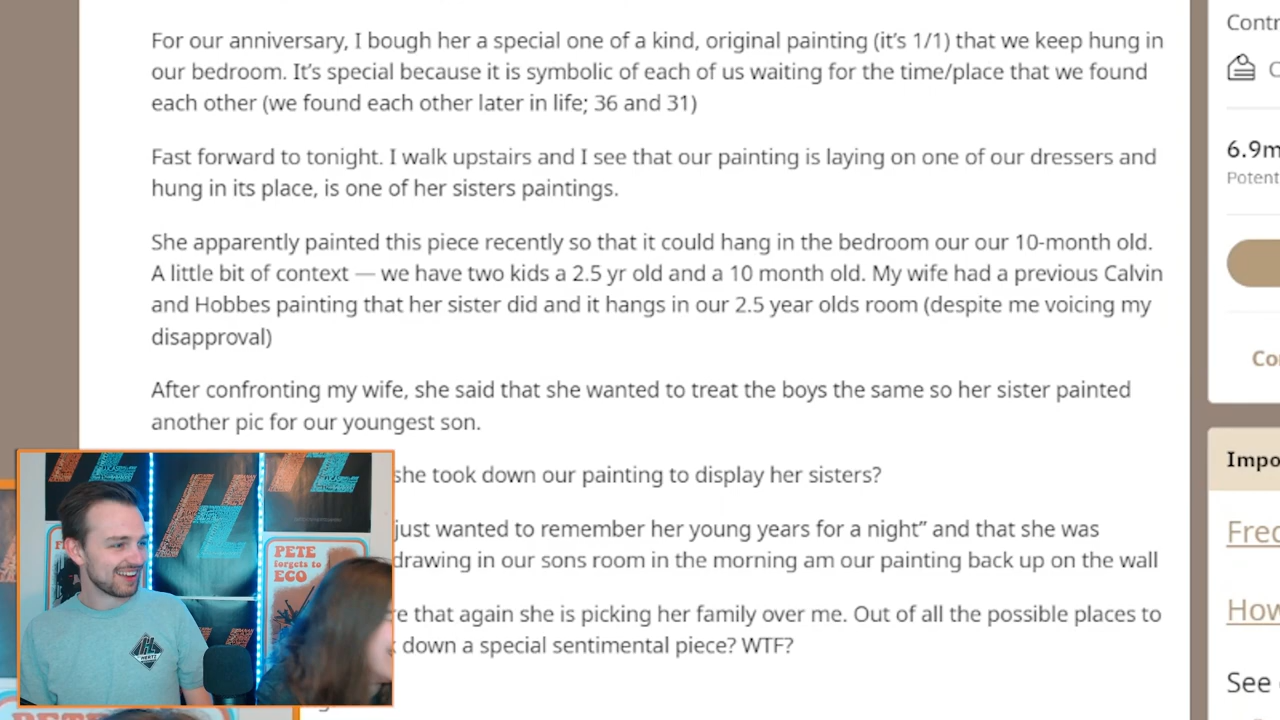 For our anniversary, I bough her a special one of a kind, original painting (it's 1/1) that we keep hung in
our bedroom. It's special because it is symbolic of each of us waiting for the time/place that we found
each other (we found each other later in life; 36 and 31)
Fast forward to tonight. I walk upstairs and I see that our painting is laying on one of our dressers and
hung in its place, is one of her sisters paintings.
She apparently painted this piece recently so that it could hang in the bedroom our our 10-month old.
A little bit of context — we have two kids a 2.5 yr old and a 10 month old. My wife had a previous Calvin
and Hobbes painting that her sister did and it hangs in our 2.5 year olds room (despite me voicing my
disapproval)
After confronting my wife, she said that she wanted to treat the boys the same so her sister painted
another pic for our youngest son.
she took down our painting to display her sisters?
just wanted to remember her young years for a night” and that she was
drawing in our sons room in the morning am our painting back up on the wall
that again she is picking her family over me. Out of all the possible places to
down a special sentimental piece? WTF?
6.9m
Potent
Co
Impo
Fred
How
See
HL
PETE
forgets to
ECO
HERTZ